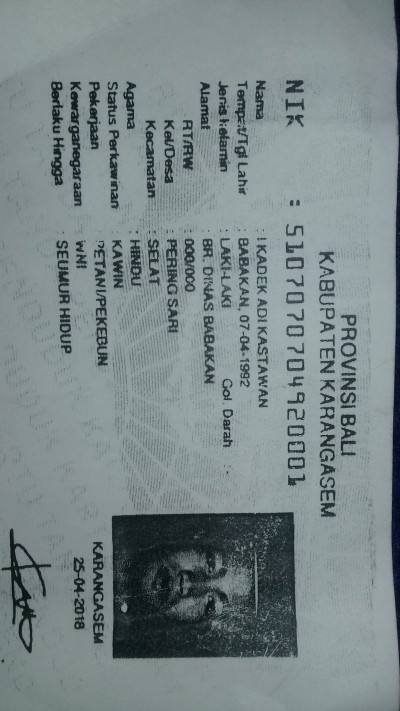 PROVINSI BALI
KABUPATEN KARANGASEM
NIK : 5107070704920001
Nama : I KADEK ADI KASTAWAN
Tempat/Tgl Lahir : BABAKAN, 07-04-1992
Jenis kelamin : LAKI-LAKI Gol. Darah : -
Alamat : BR. DINAS BABAKAN
RT/RW : 000/000
Kel/Desa : PERING SARI
Kecamatan : SELAT
Agama : HINDU
Status Perkawinan : KAWIN
Pekerjaan : PETANI/PEKEBUN
Kewarganegaraan : WNI
Berlaku Hingga : SEUMUR HIDUP
KARANGASEM
25-04-2018